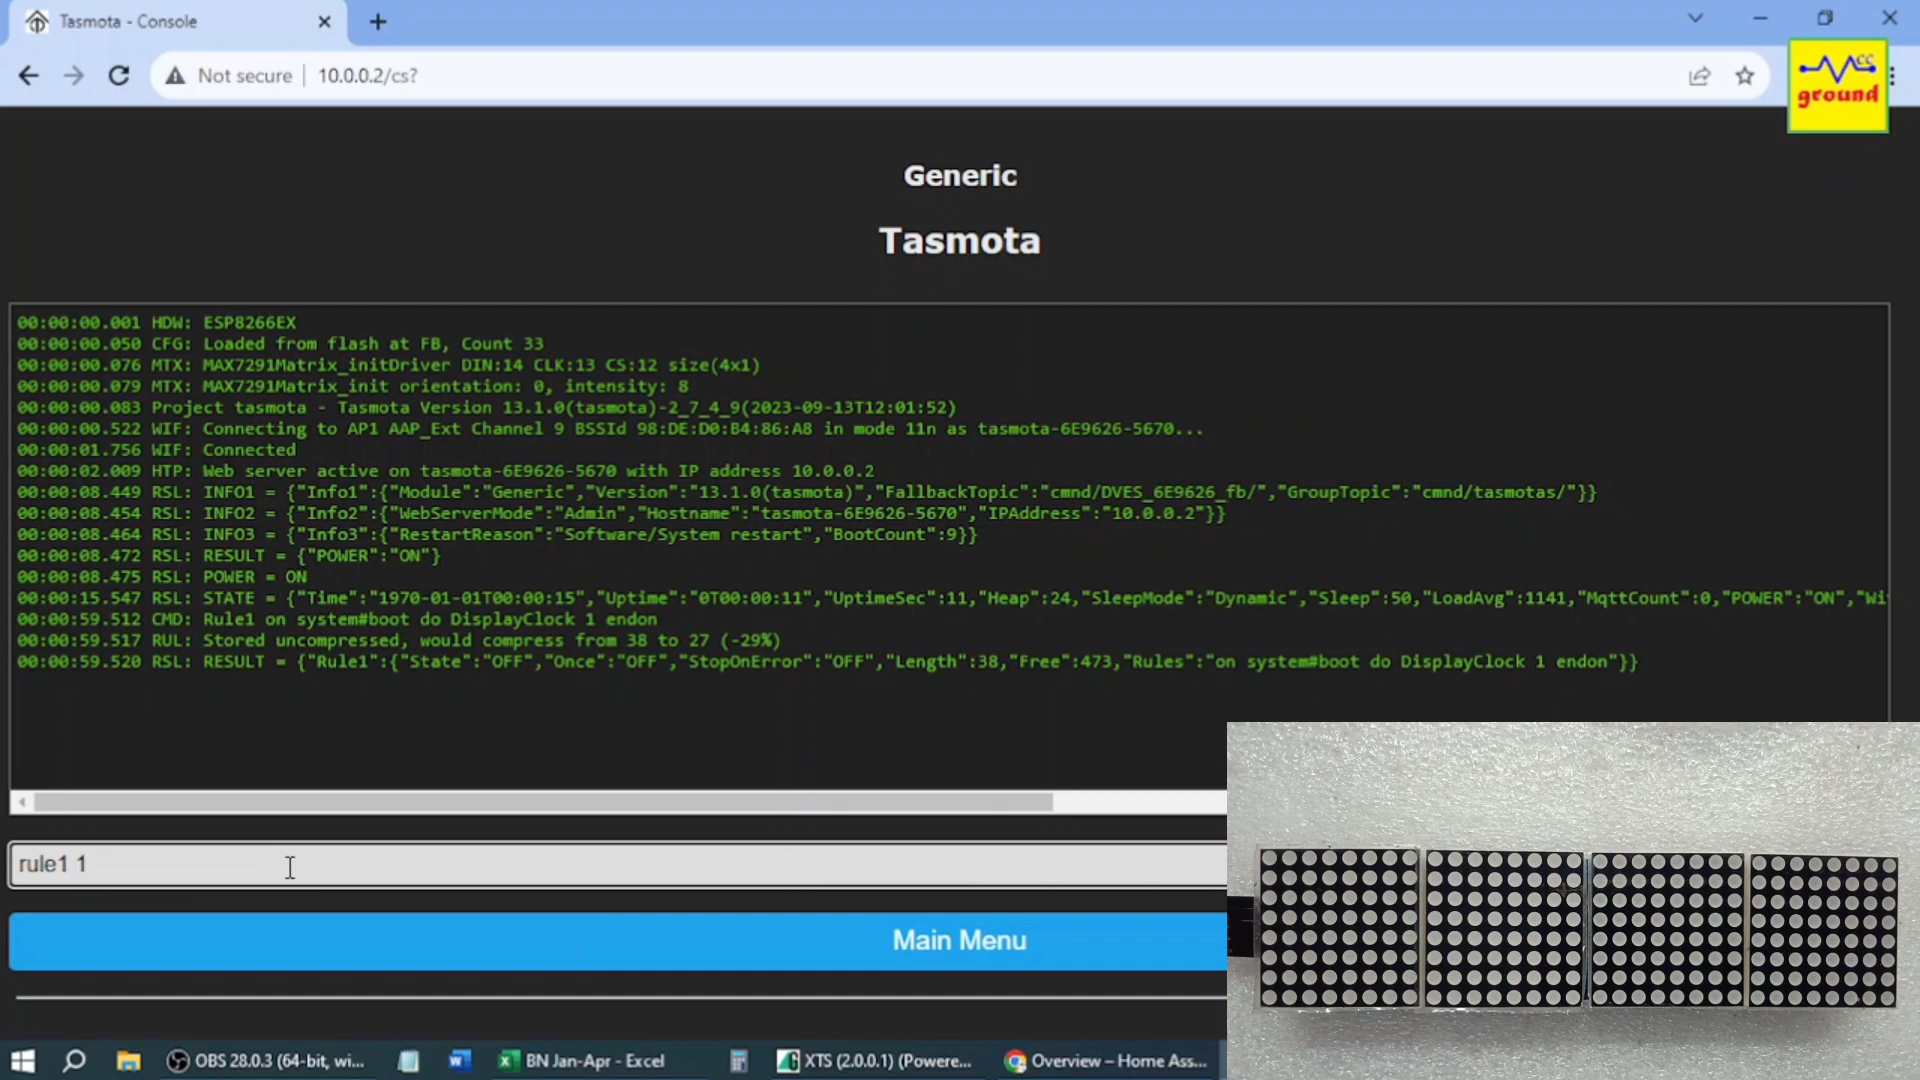 Tasmota - Console
Not secure
10.0.0.2/cs?
CC
ground
Generic
Tasmota
00:00:00.001 HDW: ESP8266EX
00:00:00.050 CFG: Loaded from flash at FB, Count 33
00:00:00.076 MTX: MAX7291Matrix_initDriver DIN:14 CLK:13 CS:12 size(4x1)
00:00:00.079 MTX: MAX7291Matrix_init orientation: 0, intensity: 8
00:00:00.083 Project tasmota - Tasmota Version 13.1.0(tasmota)-2_7_4_9(2023-09-13T12:01:52)
00:00:00.522 WIF: Connecting to AP1 AAP_Ext Channel 9 BSSId 98:DE:D0:B4:86:A8 in mode 11n as tasmota-6E9626-5670...
00:00:01.756 WIF: Connected
00:00:02.009 HTP: Web server active on tasmota-6E9626-5670 with IP address 10.0.0.2
00:00:08.449 RSL: INFO1 = {"Info1":{"Module":"Generic","Version":"13.1.0(tasmota)","FallbackTopic":"cmnd/DVES_6E9626_fb/","GroupTopic":"cmnd/tasmotas/"}}
00:00:08.454 RSL: INFO2 = {"Info2":{"WebServerMode":"Admin","Hostname":"tasmota-6E9626-5670","IPAddress":"10.0.0.2"}}
00:00:08.464 RSL: INFO3 = {"Info3":{"RestartReason":"Software/System restart","BootCount":9}}
00:00:08.472 RSL: RESULT = {"POWER":"ON"}
00:00:08.475 RSL: POWER = ON
00:00:15.547 RSL: STATE = {"Time":"1970-01-01T00:00:15","Uptime":"0T00:00:11","UptimeSec":11,"Heap":24,"SleepMode":"Dynamic","Sleep":50,"LoadAvg":1141,"MqttCount":0,"POWER":"ON","Wi
00:00:59.512 CMD: Rule1 on system#boot do DisplayClock 1 endon
00:00:59.517 RUL: Stored uncompressed, would compress from 38 to 27 (-29%)
00:00:59.520 RSL: RESULT = {"Rule1":{"State":"OFF","Once":"OFF","StopOnError":"OFF","Length":38,"Free":473,"Rules":"on system#boot do DisplayClock 1 endon"}}
rule1 1
Main Menu
OBS 28.0.3 (64-bit, wi...
BN Jan-Apr - Excel
XTS (2.0.0.1) (Powere...
Overview – Home Ass...